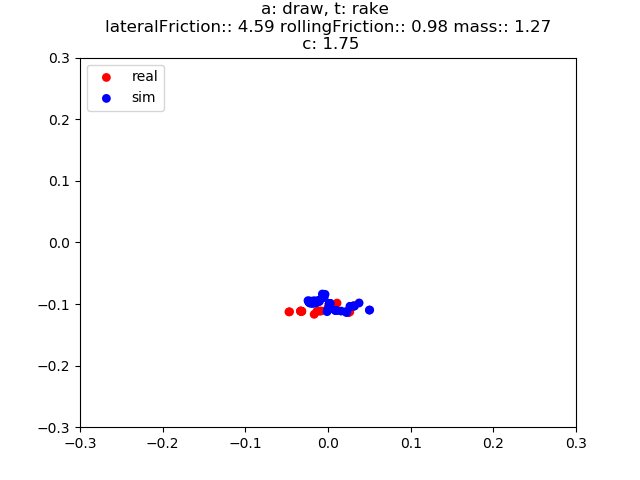 a: draw, t: rake
lateralFriction:: 4.59 rollingFriction:: 0.98 mass:: 1.27
c: 1.75
real
sim
0.3
0.2
0.1
0.0
−0.1
−0.2
−0.3
−0.3 −0.2 −0.1 0.0 0.1 0.2 0.3